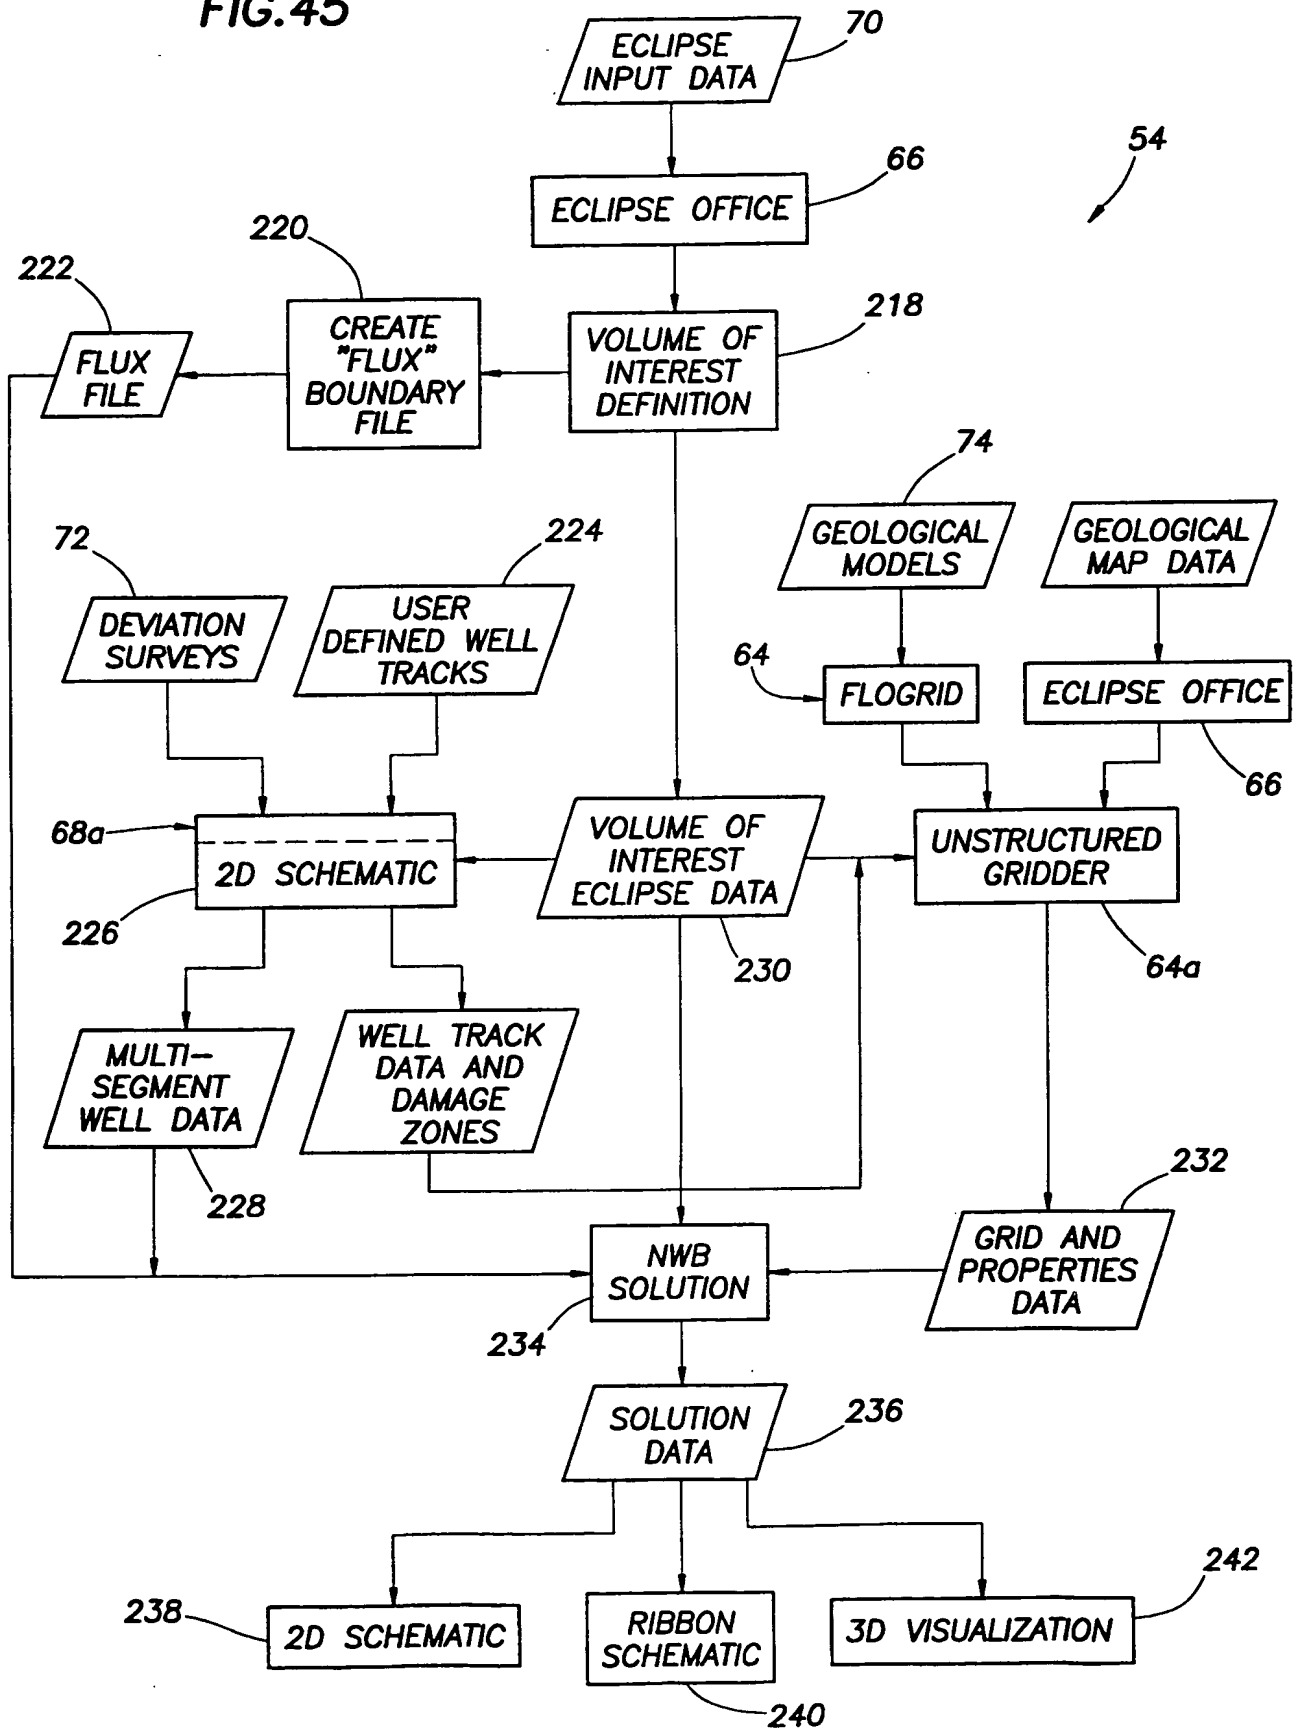 FIG.45
ECLIPSE
INPUT DATA
70
54
ECLIPSE OFFICE
66
220
222
218
CREATE
"FLUX"
BOUNDARY
FILE
VOLUME OF
INTEREST
DEFINITION
FLUX
FILE
74
GEOLOGICAL
MODELS
GEOLOGICAL
MAP DATA
72
224
DEVIATION
SURVEYS
USER
DEFINED WELL
TRACKS
64
FLOGRID
ECLIPSE OFFICE
66
68a
2D SCHEMATIC
226
VOLUME OF
INTEREST
ECLIPSE DATA
230
UNSTRUCTURED
GRIDDER
64a
MULTI-
SEGMENT
WELL DATA
228
WELL TRACK
DATA AND
DAMAGE
ZONES
232
GRID AND
PROPERTIES
DATA
NWB
SOLUTION
234
SOLUTION
DATA
236
238
2D SCHEMATIC
RIBBON
SCHEMATIC
240
3D VISUALIZATION
242